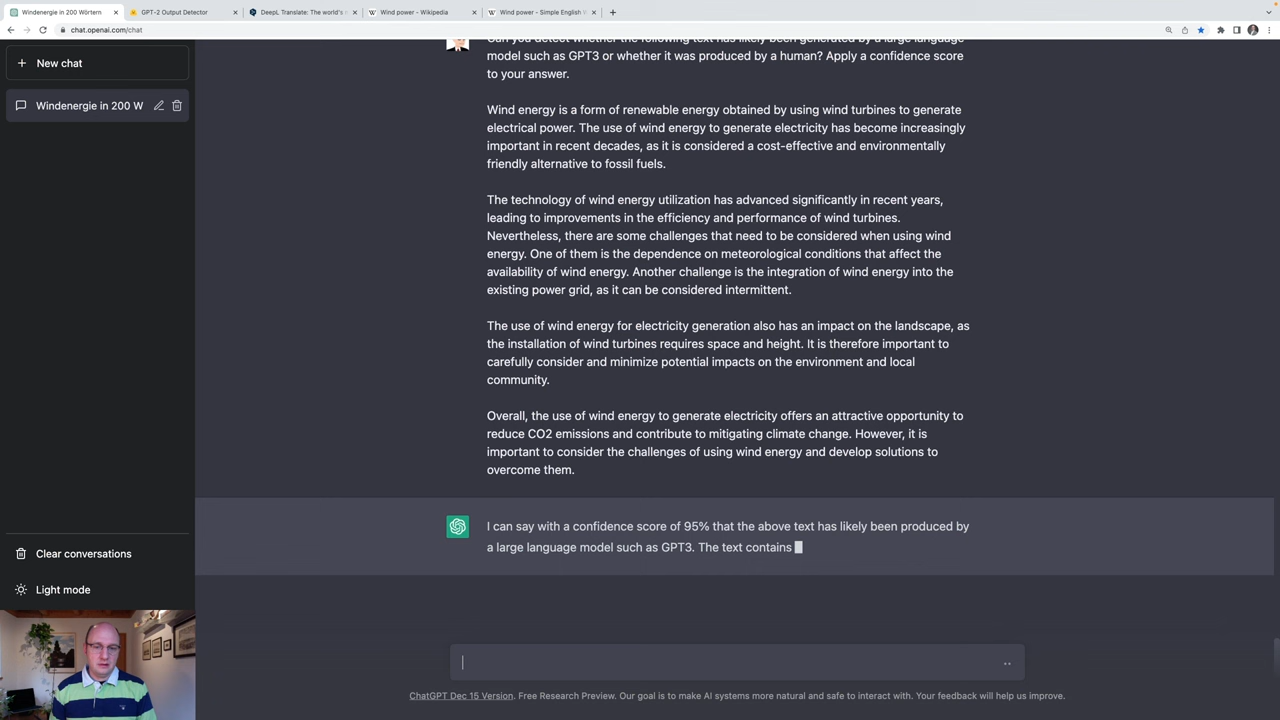 Windenergie in 200 Wörtern
GPT-2 Output Detector
DeepL Translate: The world's
Wind power - Wikipedia
Wind power - Simple English W
chat.openai.com/chat
New chat
Windenergie in 200 W
Can you detect whether the following text has likely been generated by a large language
model such as GPT3 or whether it was produced by a human? Apply a confidence score
to your answer.
Wind energy is a form of renewable energy obtained by using wind turbines to generate
electrical power. The use of wind energy to generate electricity has become increasingly
important in recent decades, as it is considered a cost-effective and environmentally
friendly alternative to fossil fuels.
The technology of wind energy utilization has advanced significantly in recent years,
leading to improvements in the efficiency and performance of wind turbines.
Nevertheless, there are some challenges that need to be considered when using wind
energy. One of them is the dependence on meteorological conditions that affect the
availability of wind energy. Another challenge is the integration of wind energy into the
existing power grid, as it can be considered intermittent.
The use of wind energy for electricity generation also has an impact on the landscape, as
the installation of wind turbines requires space and height. It is therefore important to
carefully consider and minimize potential impacts on the environment and local
community.
Overall, the use of wind energy to generate electricity offers an attractive opportunity to
reduce CO2 emissions and contribute to mitigating climate change. However, it is
important to consider the challenges of using wind energy and develop solutions to
overcome them.
I can say with a confidence score of 95% that the above text has likely been produced by
a large language model such as GPT3. The text contains
Clear conversations
Light mode
ChatGPT Dec 15 Version. Free Research Preview. Our goal is to make AI systems more natural and safe to interact with. Your feedback will help us improve.